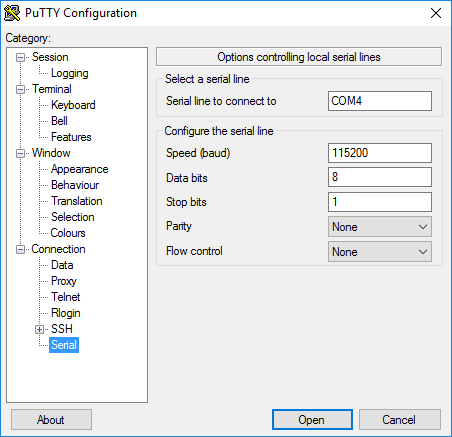 PuTTY Configuration
Category:
Session
Logging
Terminal
Keyboard
Bell
Features
Window
Appearance
Behaviour
Translation
Selection
Colours
Connection
Data
Proxy
Telnet
Rlogin
SSH
Serial
Options controlling local serial lines
Select a serial line
Serial line to connect to COM4
Configure the serial line
Speed (baud) 115200
Data bits 8
Stop bits 1
Parity None
Flow control None
About Open Cancel